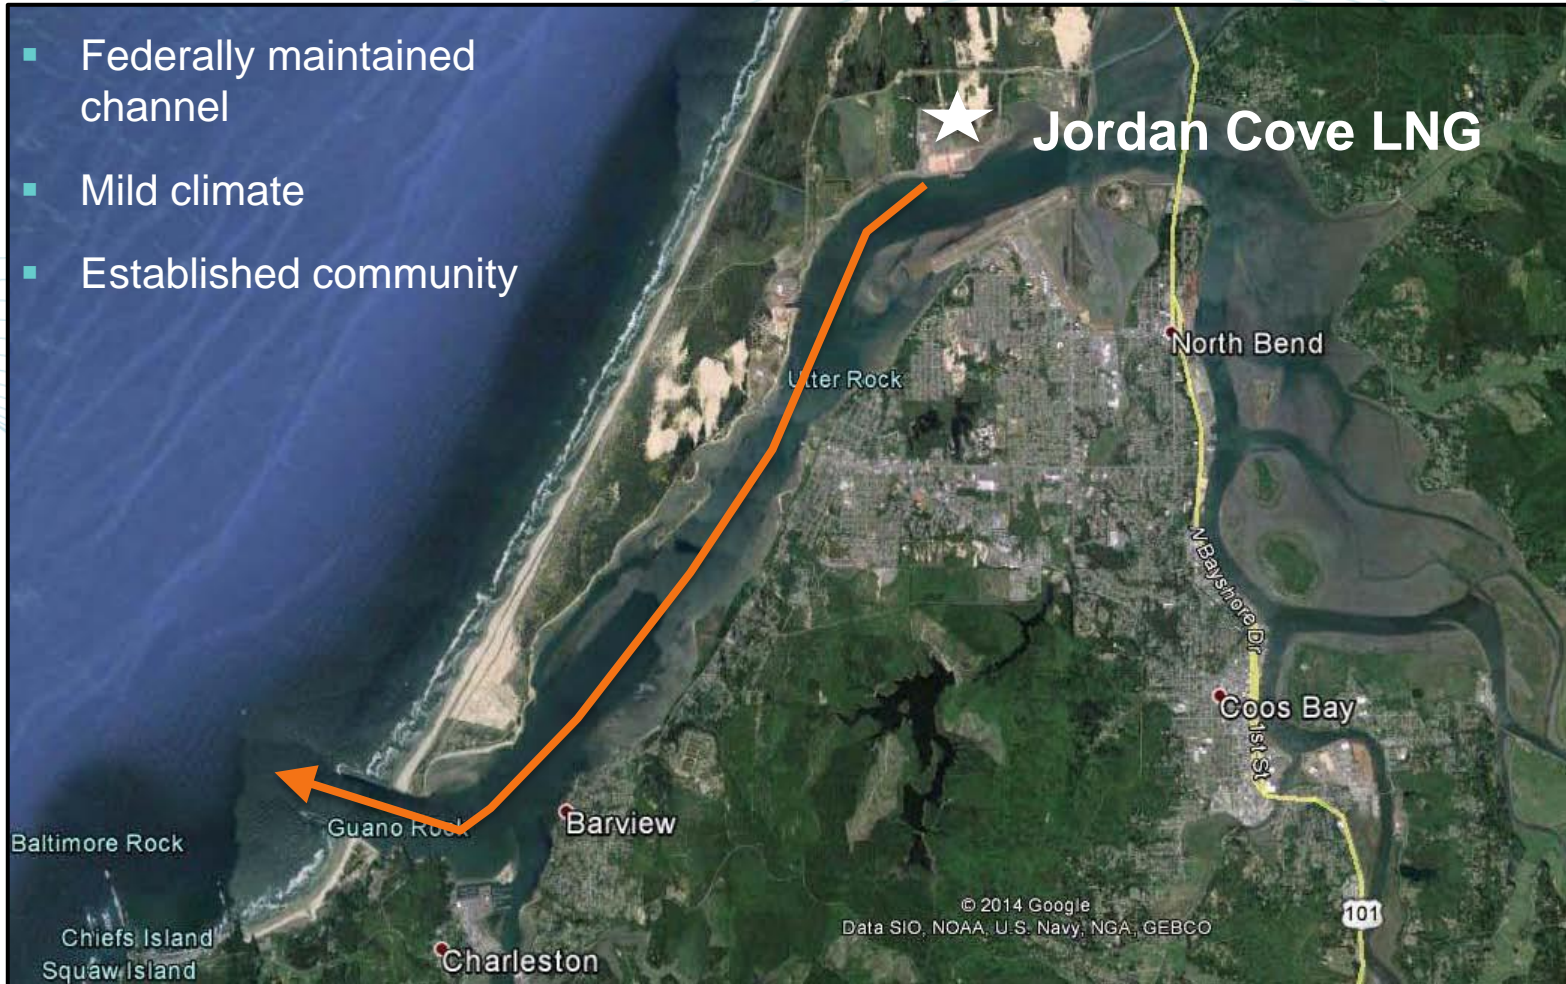 ▪ Federally maintained
channel
▪ Mild climate
▪ Established community
Jordan Cove LNG
North Bend
Utter Rock
N Bayshore Dr
Coos Bay
1st St
Guano Rock
Barview
Baltimore Rock
© 2014 Google
Data SIO, NOAA, U.S. Navy, NGA, GEBCO
101
Chiefs Island
Squaw Island
Charleston